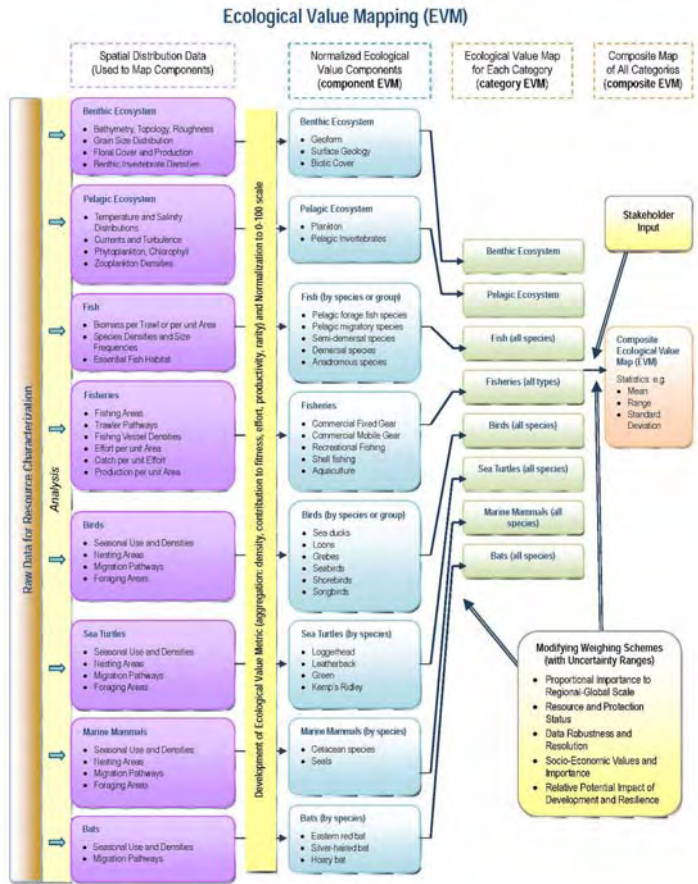 Ecological Value Mapping (EVM)
Spatial Distribution Data
(Used to Map Components)
Normalized Ecological
Value Components
(component EVM)
Ecological Value Map
for Each Category
(category EVM)
Composite Map
of All Categories
(composite EVM)
Raw Data for Resource Characterization
Analysis
Benthic Ecosystem
• Bathymetry, Topology, Roughness
• Grain Size Distribution
• Floral Cover and Production
• Benthic Invertebrate Densities
Pelagic Ecosystem
• Temperature and Salinity
Distributions
• Currents and Turbulence
• Phytoplankton, Chlorophyll
• Zooplankton Densities
Fish
• Biomass per Trawl or per unit Area
• Species Densities and Size
Frequencies
• Essential Fish Habitat
Fisheries
• Fishing Areas
• Trawler Pathways
• Fishing Vessel Densities
• Effort per unit Area
• Catch per unit Effort
• Production per unit Area
Birds
• Seasonal Use and Densities
• Nesting Areas
• Migration Pathways
• Foraging Areas
Sea Turtles
• Seasonal Use and Densities
• Nesting Areas
• Migration Pathways
• Foraging Areas
Marine Mammals
• Seasonal Use and Densities
• Nesting Areas
• Migration Pathways
• Foraging Areas
Bats
• Seasonal Use and Densities
• Migration Pathways
Development of Ecological Value Metric (aggregation: density, contribution to fitness, effort, productivity, rarity) and Normalization to 0-100 scale
Benthic Ecosystem
• Geoform
• Surface Geology
• Biotic Cover
Pelagic Ecosystem
• Plankton
• Pelagic Invertebrates
Fish (by species or group)
• Pelagic forage fish species
• Pelagic migratory species
• Semi-demersal species
• Demersal species
• Anadromous species
Fisheries
• Commercial Fixed Gear
• Commercial Mobile Gear
• Recreational Fishing
• Shell fishing
• Aquaculture
Birds (by species or group)
• Sea ducks
• Loons
• Grebes
• Seabirds
• Shorebirds
• Songbirds
Sea Turtles (by species)
• Loggerhead
• Leatherback
• Green
• Kemp's Ridley
Marine Mammals (by species)
• Cetacean species
• Seals
Bats (by species)
• Eastern red bat
• Silver-haired bat
• Hoary bat
Benthic Ecosystem
Pelagic Ecosystem
Fish (all species)
Fisheries (all types)
Birds (all species)
Sea Turtles (all species)
Marine Mammals (all
species)
Bats (all species)
Stakeholder
Input
Composite
Ecological Value
Map (EVM)
Statistics: e.g.
• Mean
• Range
• Standard
Deviation
Modifying Weighing Schemes
(with Uncertainty Ranges)
• Proportional Importance to
Regional-Global Scale
• Resource and Protection
Status
• Data Robustness and
Resolution
• Socio-Economic Values and
Importance
• Relative Potential Impact of
Development and Resilience